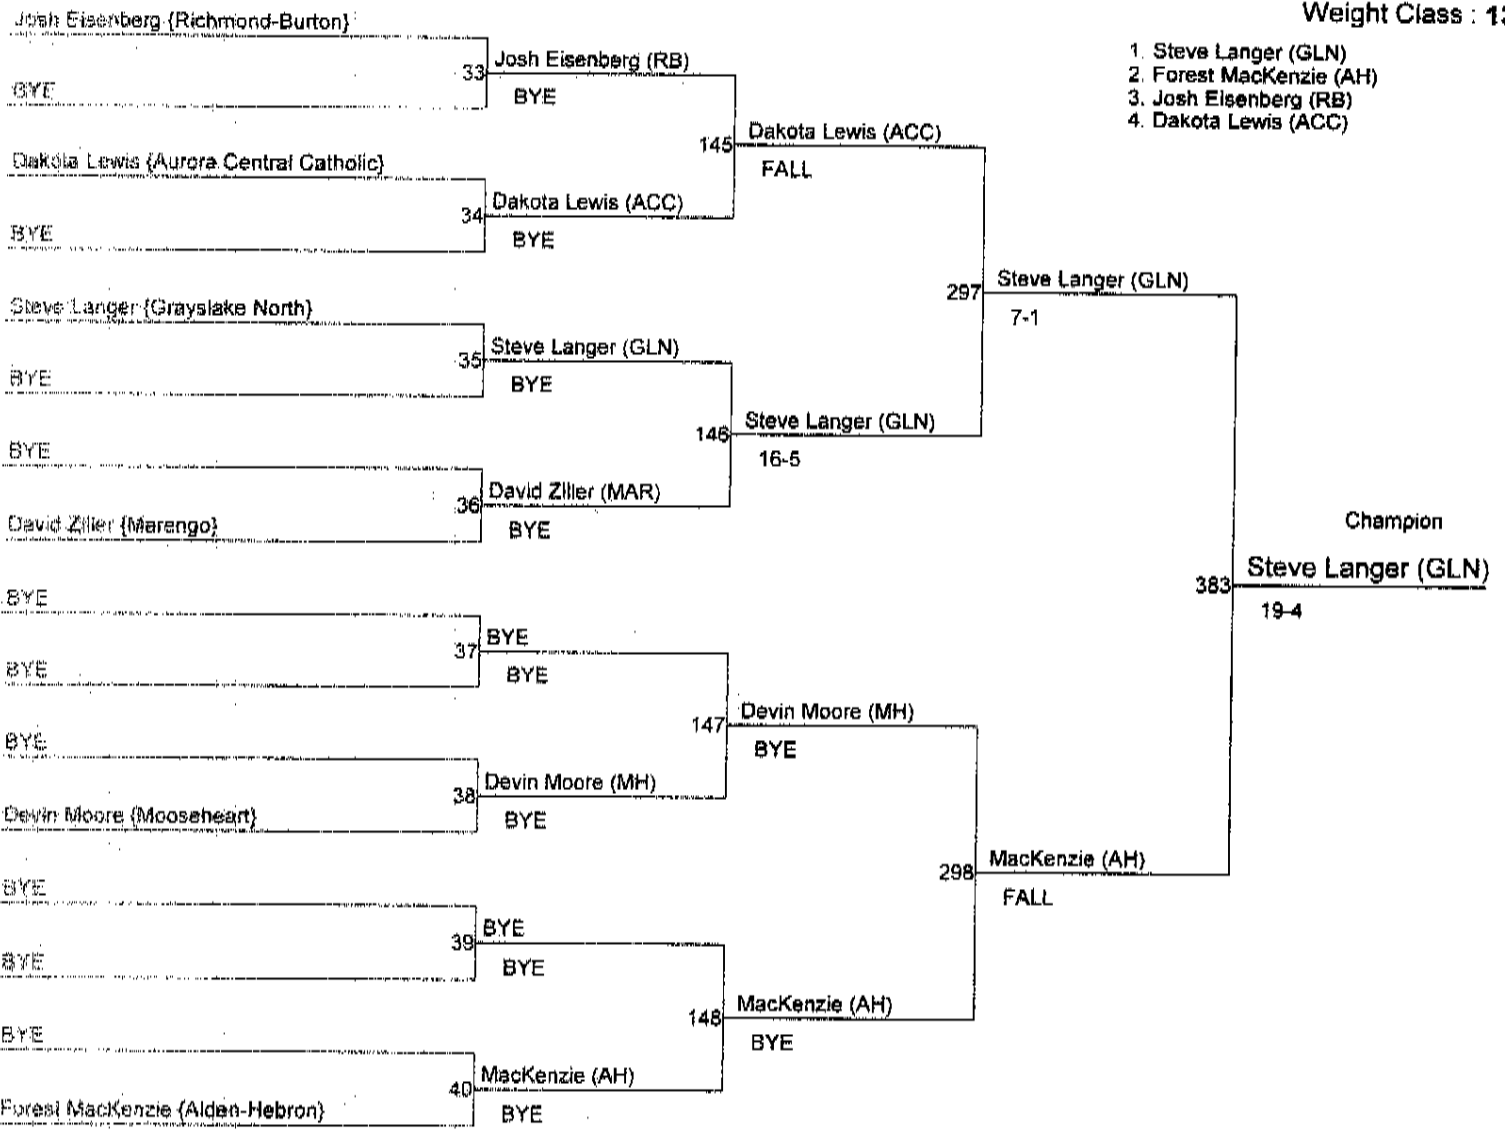 Weight Class :
1. Steve Langer (GLN)
2. Forest MacKenzie (AH)
3. Josh Eisenberg (RB)
4. Dakota Lewis (ACC)
Josh Eisenberg {Richmond-Burton}
33 Josh Eisenberg (RB)
BYE
BYE
145 Dakota Lewis (ACC)
FALL
Dakota Lewis {Aurora Central Catholic}
34 Dakota Lewis (ACC)
BYE
BYE
297 Steve Langer (GLN)
7-1
Steve Langer {Grayslake North}
35 Steve Langer (GLN)
BYE
BYE
146 Steve Langer (GLN)
16-5
BYE
36 David Ziller (MAR)
David Ziller {Marengo}
BYE
Champion
383 Steve Langer (GLN)
19-4
BYE
37 BYE
BYE
BYE
147 Devin Moore (MH)
BYE
BYE
38 Devin Moore (MH)
Devin Moore {Mooseheart}
BYE
298 MacKenzie (AH)
FALL
BYE
39 BYE
BYE
BYE
148 MacKenzie (AH)
BYE
BYE
40 MacKenzie (AH)
Forest MacKenzie {Alden-Hebron}
BYE